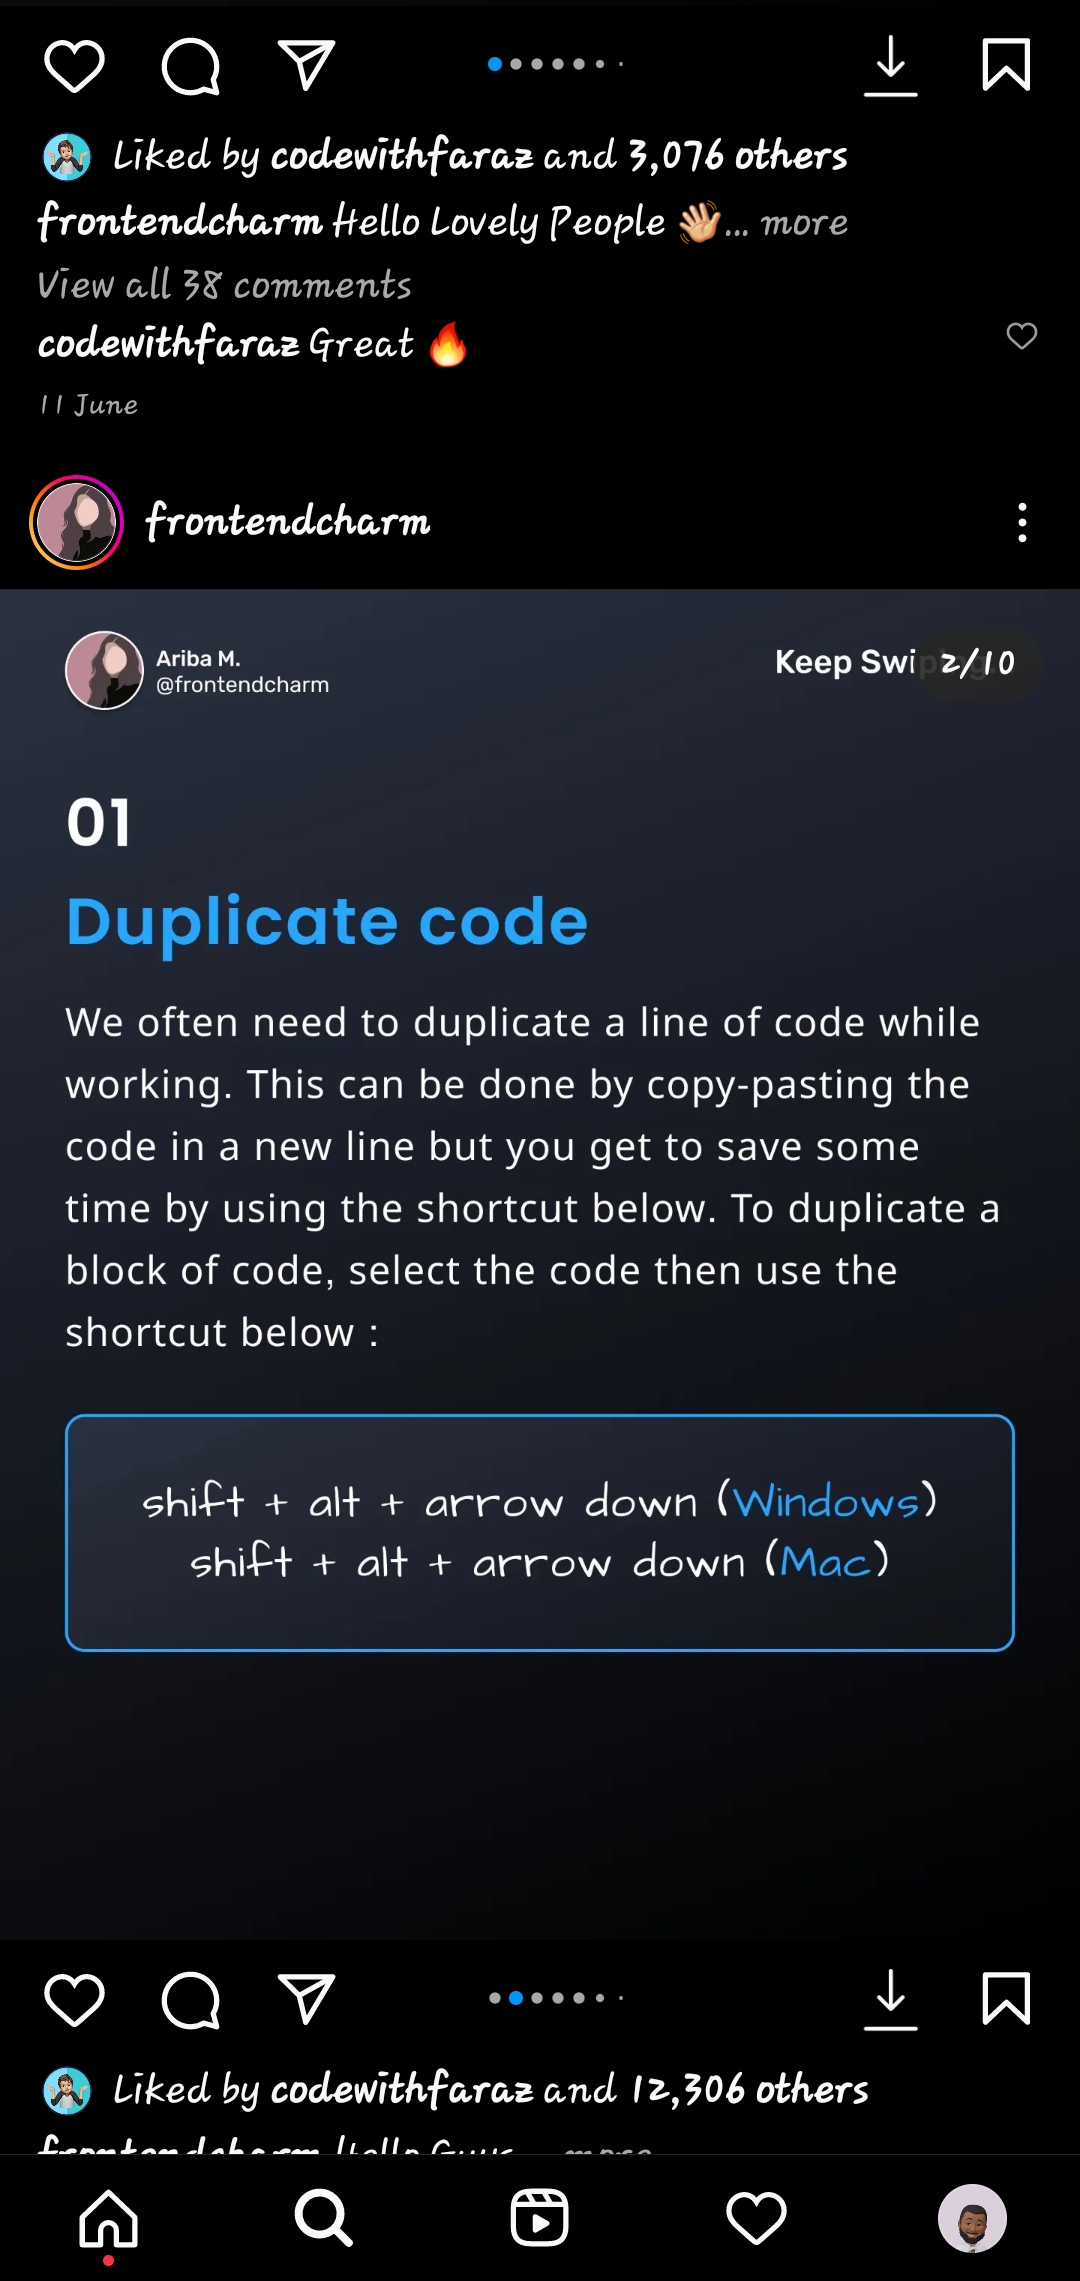 Liked by codewithfaraz and 3,076 others
frontendcharm Hello Lovely People 👋... more
View all 38 comments
codewithfaraz Great 🔥
11 June
frontendcharm
Ariba M.
@frontendcharm
Keep 2/10
01
Duplicate code
We often need to duplicate a line of code while
working. This can be done by copy-pasting the
code in a new line but you get to save some
time by using the shortcut below. To duplicate a
block of code, select the code then use the
shortcut below :
shift + alt + arrow down (Windows)
shift + alt + arrow down (Mac)
Liked by codewithfaraz and 12,306 others
frontendcharm Hello Guys ... more